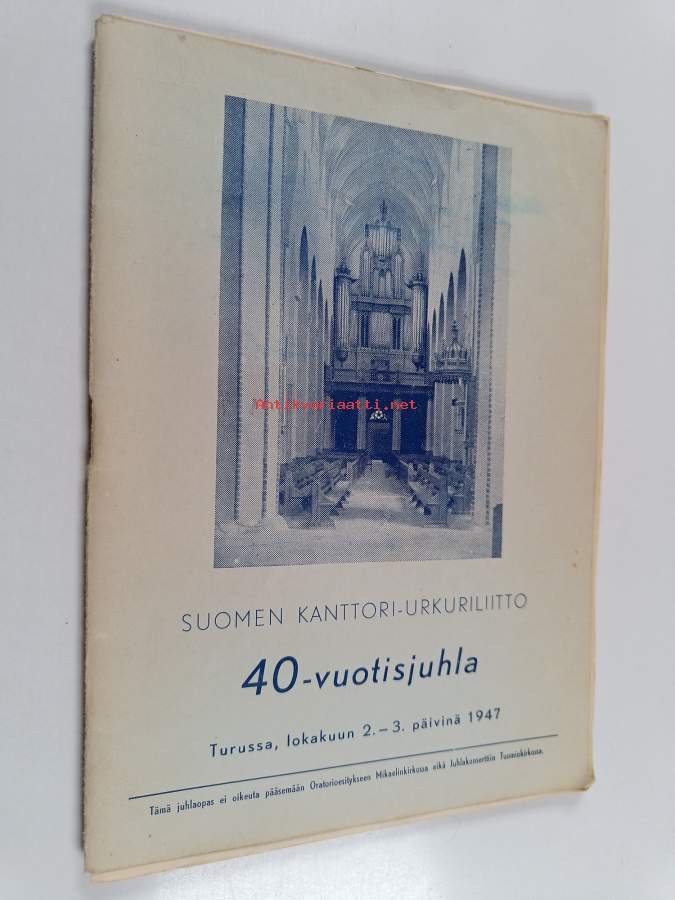 Antikvariaatti.net
SUOMEN KANTTORI-URKURILIITTO
40-vuotisjuhla
Turussa, lokakuun 2.–3. päivinä 1947
Tämä juhlaopas ei oikeuta pääsemään Oratorioesitykseen Mikaelinkirkossa eikä Juhlakonserttiin Tuomiokirkossa.